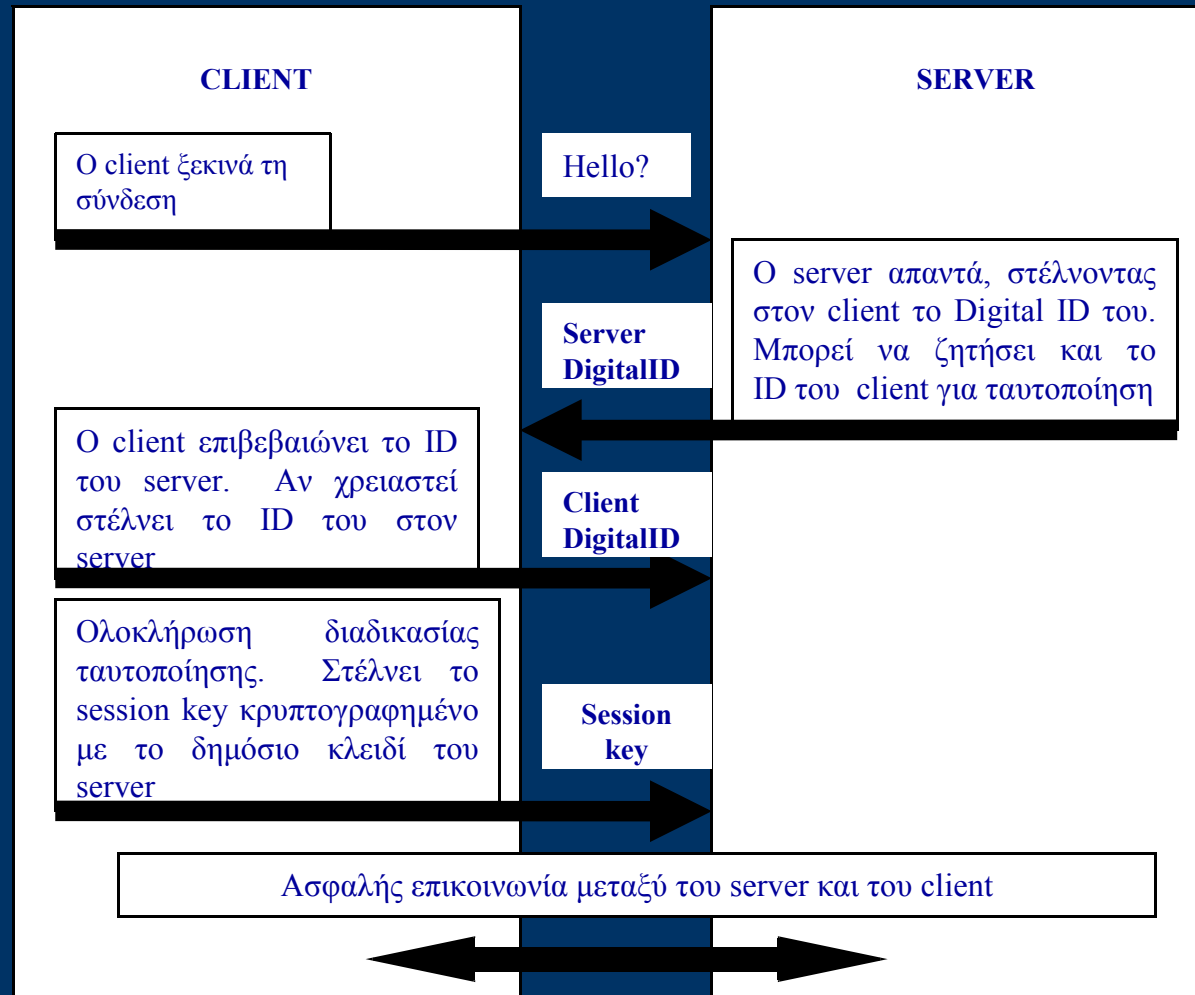 CLIENT
SERVER
Ο client ξεκινά τη
σύνδεση
Hello?
Ο server απαντά, στέλνοντας
στον client το Digital ID του.
Μπορεί να ζητήσει και το
ID του client για ταυτοποίηση
Server
DigitalID
Ο client επιβεβαιώνει το ID
του server. Αν χρειαστεί
στέλνει το ID του στον
server
Client
DigitalID
Ολοκλήρωση διαδικασίας
ταυτοποίησης. Στέλνει το
session key κρυπτογραφημένο
με το δημόσιο κλειδί του
server
Session
key
Ασφαλής επικοινωνία μεταξύ του server και του client